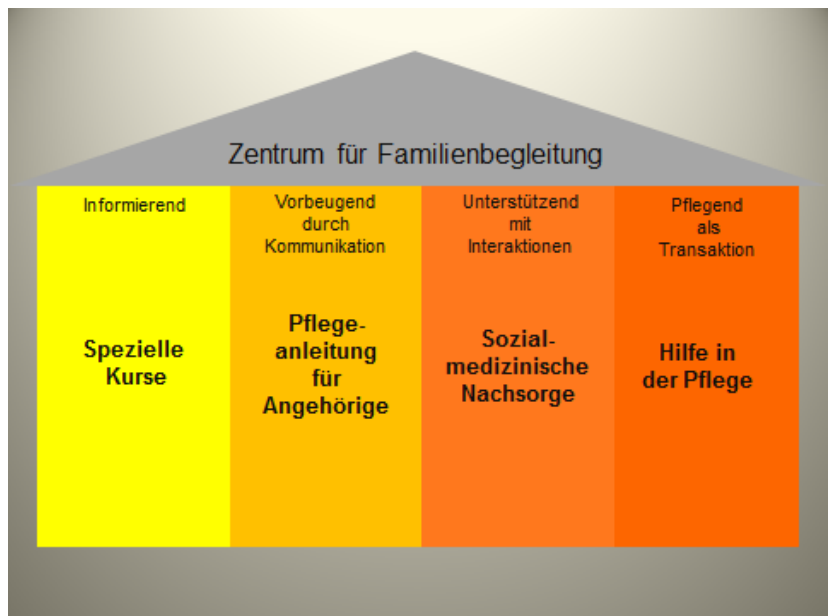 Zentrum für Familienbegleitung
Informierend
Spezielle
Kurse
Vorbeugend
durch
Kommunikation
Pflege-
anleitung
für
Angehörige
Unterstützend
mit
Interaktionen
Sozial-
medizinische
Nachsorge
Pflegend
als
Transaktion
Hilfe in
der Pflege